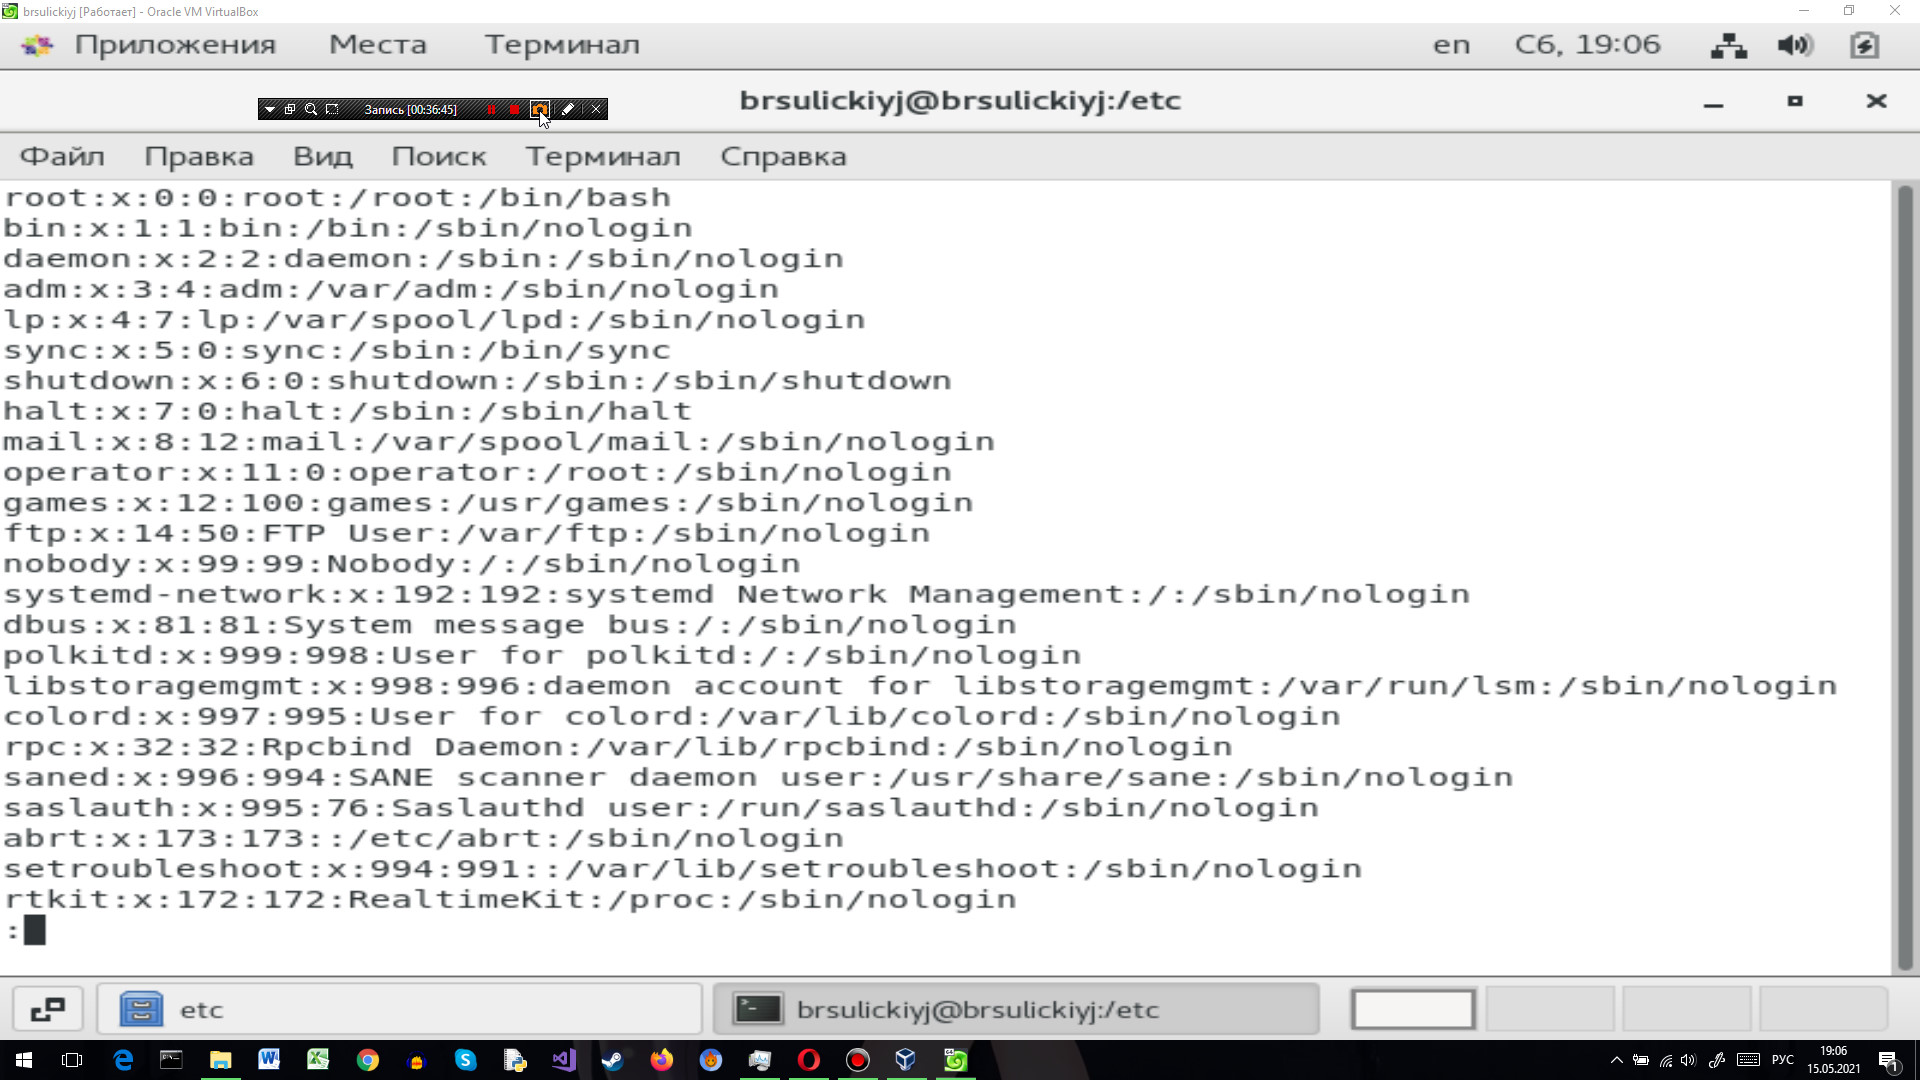 brsulickiyj [Работает] - Oracle VM VirtualBox
Приложения Места Терминал en Сб, 19:06
Запись [00:36:45]
brsulickiyj@brsulickiyj:/etc
Файл Правка Вид Поиск Терминал Справка
root:x:0:0:root:/root:/bin/bash
bin:x:1:1:bin:/bin:/sbin/nologin
daemon:x:2:2:daemon:/sbin:/sbin/nologin
adm:x:3:4:adm:/var/adm:/sbin/nologin
lp:x:4:7:lp:/var/spool/lpd:/sbin/nologin
sync:x:5:0:sync:/sbin:/bin/sync
shutdown:x:6:0:shutdown:/sbin:/sbin/shutdown
halt:x:7:0:halt:/sbin:/sbin/halt
mail:x:8:12:mail:/var/spool/mail:/sbin/nologin
operator:x:11:0:operator:/root:/sbin/nologin
games:x:12:100:games:/usr/games:/sbin/nologin
ftp:x:14:50:FTP User:/var/ftp:/sbin/nologin
nobody:x:99:99:Nobody:/:/sbin/nologin
systemd-network:x:192:192:systemd Network Management:/:/sbin/nologin
dbus:x:81:81:System message bus:/:/sbin/nologin
polkitd:x:999:998:User for polkitd:/:/sbin/nologin
libstoragemgmt:x:998:996:daemon account for libstoragemgmt:/var/run/lsm:/sbin/nologin
colord:x:997:995:User for colord:/var/lib/colord:/sbin/nologin
rpc:x:32:32:Rpcbind Daemon:/var/lib/rpcbind:/sbin/nologin
saned:x:996:994:SANE scanner daemon user:/usr/share/sane:/sbin/nologin
saslauth:x:995:76:Saslauthd user:/run/saslauthd:/sbin/nologin
abrt:x:173:173::/etc/abrt:/sbin/nologin
setroubleshoot:x:994:991::/var/lib/setroubleshoot:/sbin/nologin
rtkit:x:172:172:RealtimeKit:/proc:/sbin/nologin
:
etc brsulickiyj@brsulickiyj:/etc
РУС 19:06
15.05.2021
1